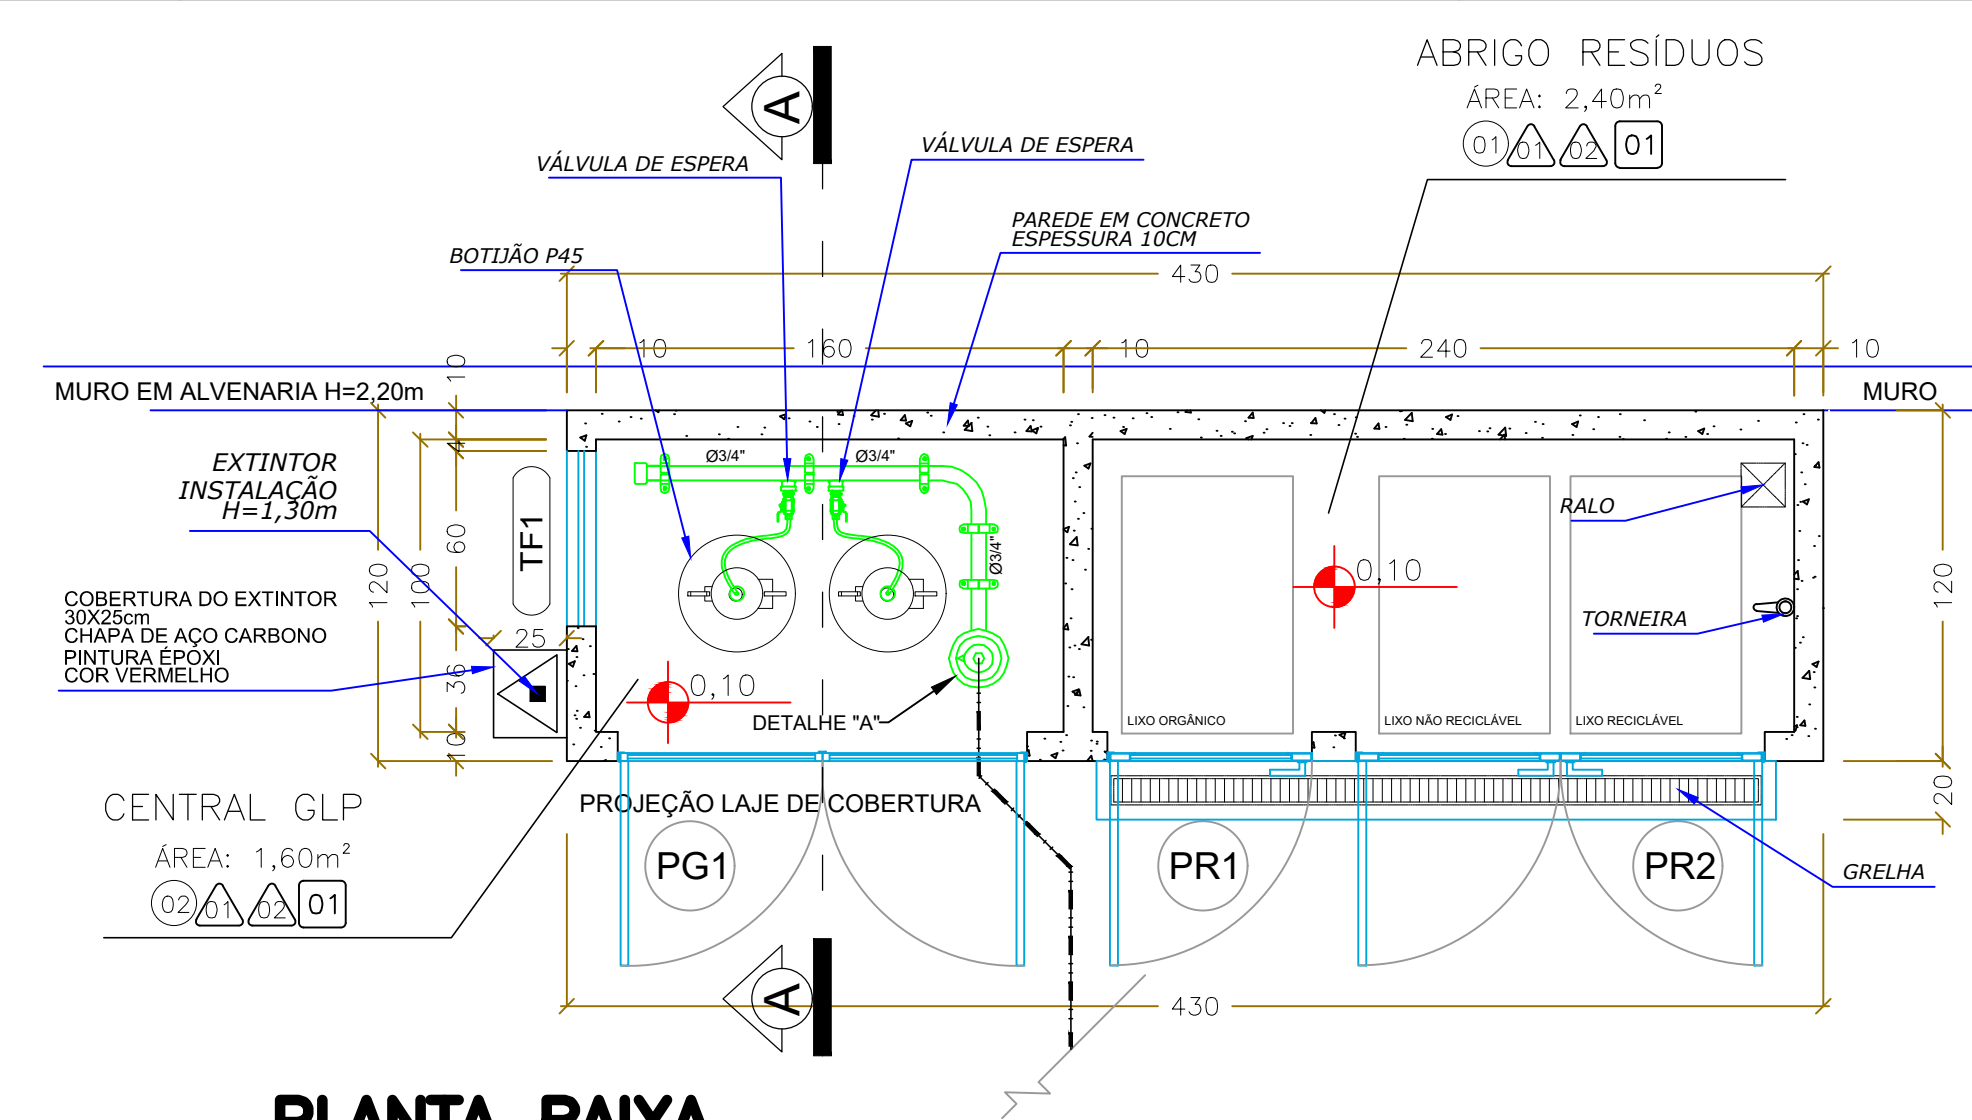 ABRIGO RESÍDUOS
ÁREA: 2,40m²
01 01 02 01
A
VÁLVULA DE ESPERA
VÁLVULA DE ESPERA
PAREDE EM CONCRETO
ESPESSURA 10CM
BOTIJÃO P45
430
10 160 10 240 10
MURO EM ALVENARIA H=2,20m
MURO
10
4
60
36
10
100
120
120
20
25
EXTINTOR
INSTALAÇÃO
H=1,30m
TF1
Ø3/4"
Ø3/4"
Ø3/4"
RALO
TORNEIRA
0,10
0,10
COBERTURA DO EXTINTOR
30X25cm
CHAPA DE AÇO CARBONO
PINTURA ÉPOXI
COR VERMELHO
DETALHE "A"
LIXO ORGÂNICO
LIXO NÃO RECICLÁVEL
LIXO RECICLÁVEL
CENTRAL GLP
ÁREA: 1,60m²
02 01 02 01
PROJEÇÃO LAJE DE COBERTURA
PG1
PR1
PR2
GRELHA
A
430
PLANTA BAIXA